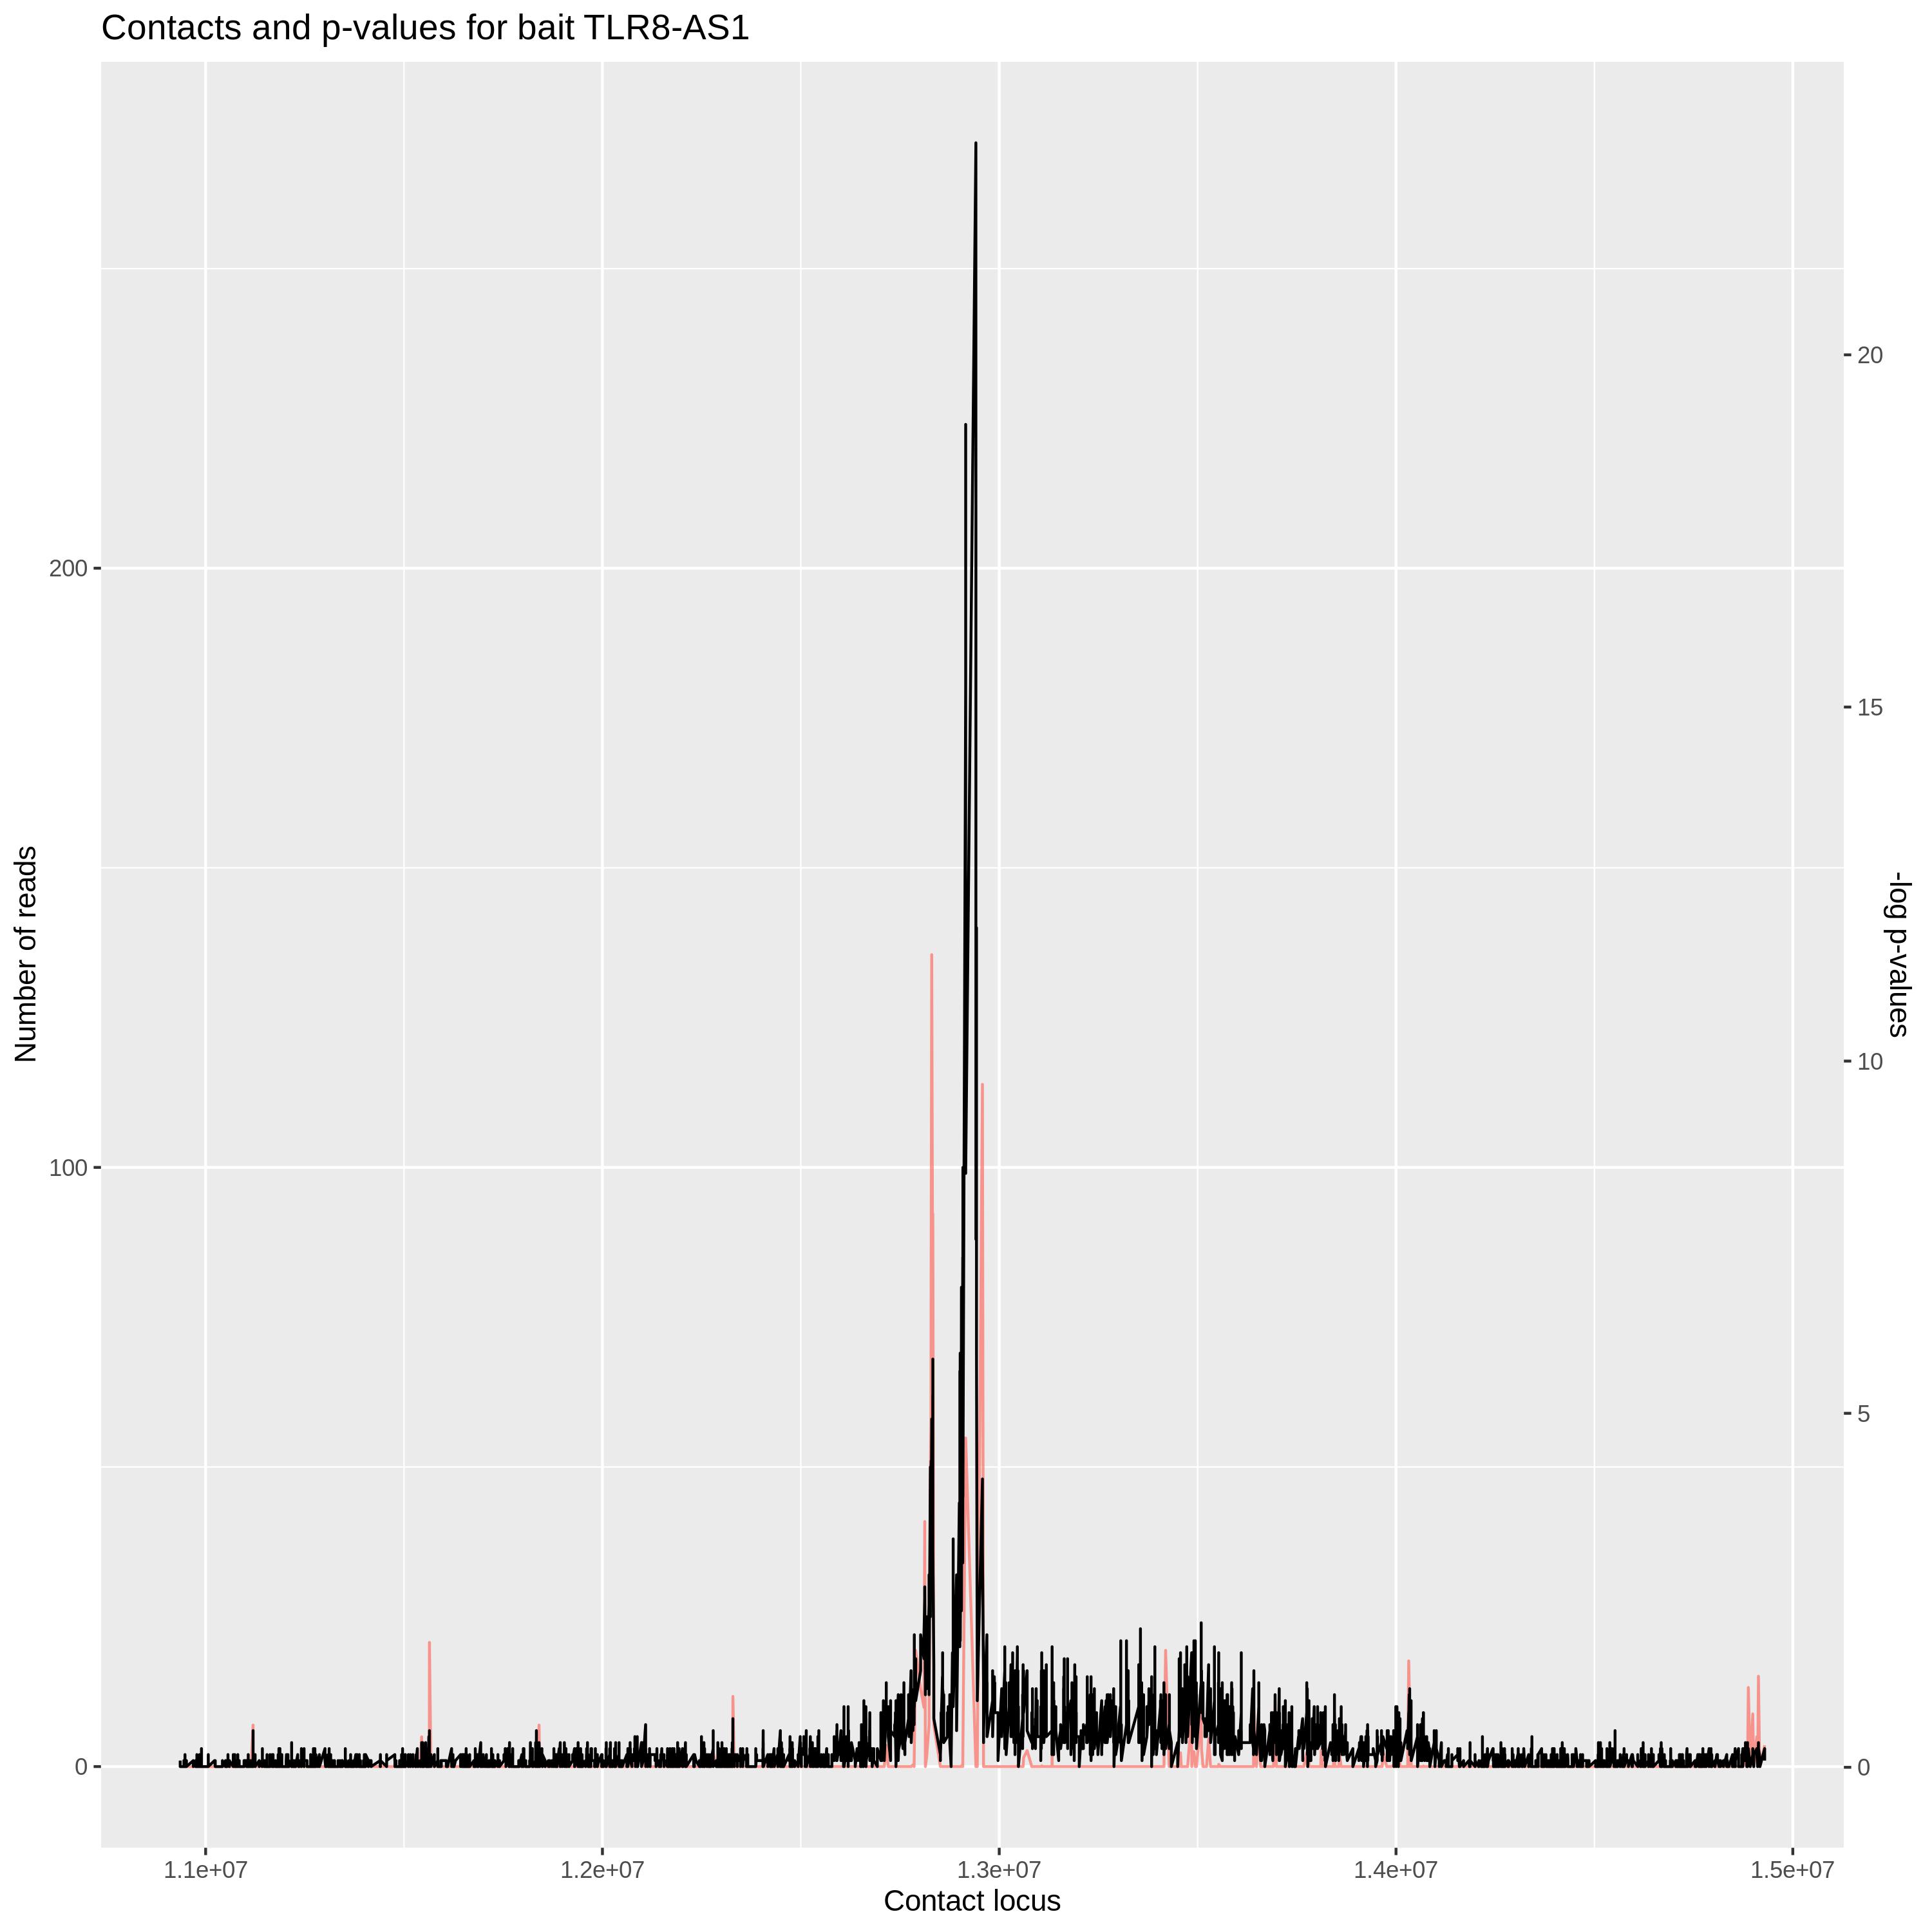 Contacts and p-values for bait TLR8-AS1
Number of reads
200
100
0
20
15
10
5
0
-log p-values
1.1e+07
1.2e+07
1.3e+07
1.4e+07
1.5e+07
Contact locus